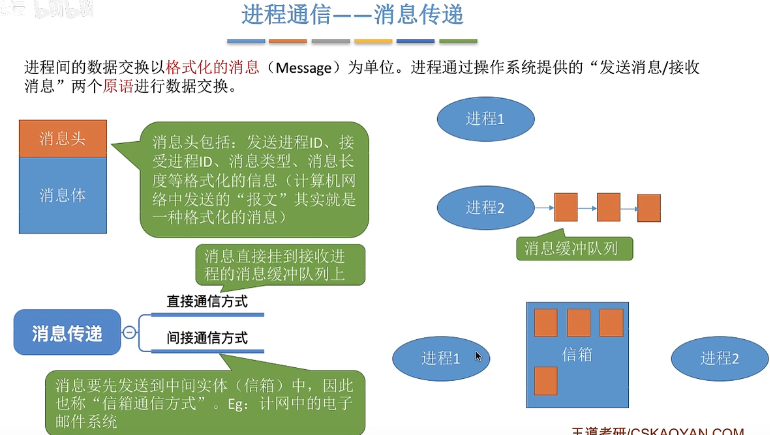 进程通信——消息传递
进程间的数据交换以格式化的消息（Message）为单位。进程通过操作系统提供的“发送消息/接收
消息”两个原语进行数据交换。
消息头
消息体
消息头包括：发送进程ID、接
受进程ID、消息类型、消息长
度等格式化的信息（计算机网
络中发送的“报文”其实就是
一种格式化的消息）
进程1
进程2
消息缓冲队列
消息直接挂到接收进
程的消息缓冲队列上
消息传递
直接通信方式
间接通信方式
消息要先发送到中间实体（信箱）中，因此
也称“信箱通信方式”。Eg：计网中的电子
邮件系统
进程1
信箱
进程2
王道考研/CSKAOYAN.COM